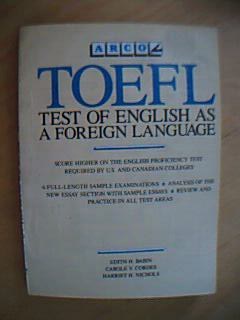 ARCO
TOEFL
TEST OF ENGLISH AS
A FOREIGN LANGUAGE
SCORE HIGHER ON THE ENGLISH PROFICIENCY TEST
REQUIRED BY U.S. AND CANADIAN COLLEGES
6 FULL-LENGTH SAMPLE EXAMINATIONS • ANALYSIS OF THE
NEW ESSAY SECTION WITH SAMPLE ESSAYS • REVIEW AND
PRACTICE IN ALL TEST AREAS
EDITH H. BABIN
CAROLE V. CORDES
HARRIET H. NICHOLS